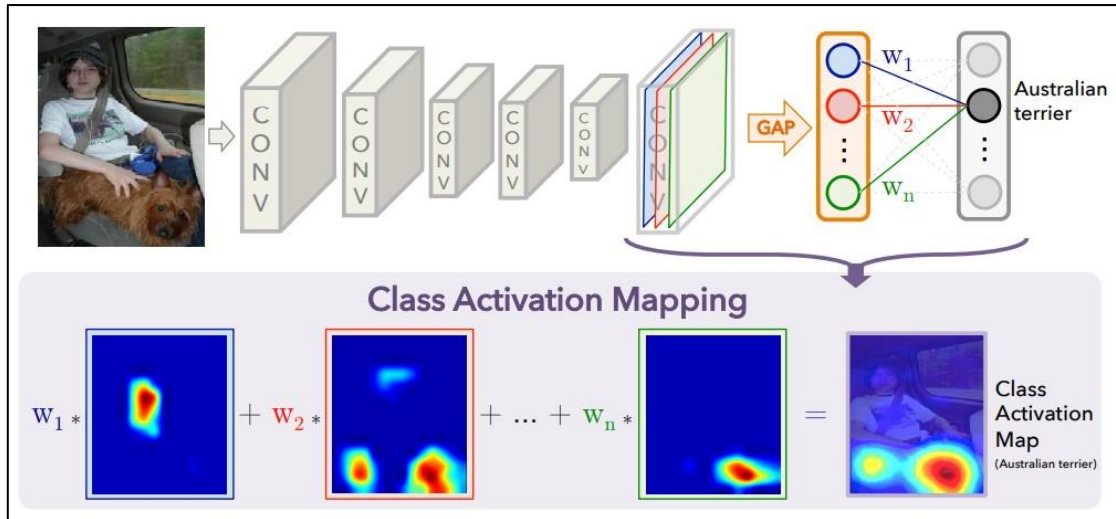 CONV
CONV
CONV
CONV
CONV
CONV
GAP
w1
w2
⋮
wn
⋮
Australian
terrier
Class Activation Mapping
w1 * + w2 * + ... + wn * =
Class
Activation
Map
(Australian terrier)